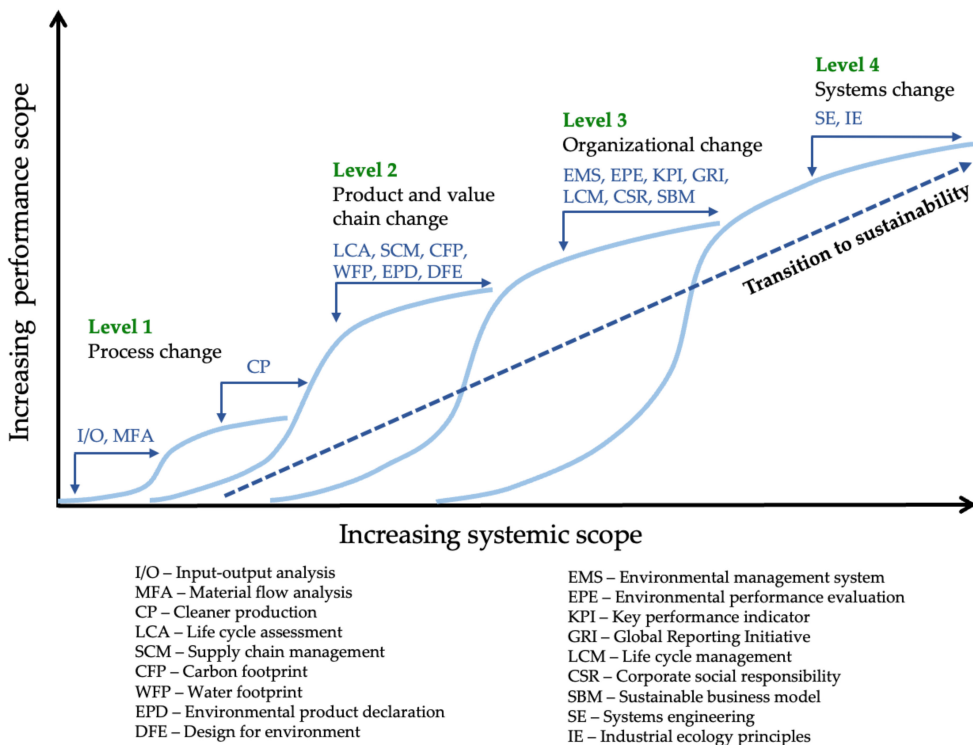 Increasing performance scope
Level 4
Systems change
SE, IE
Level 3
Organizational change
EMS, EPE, KPI, GRI,
LCM, CSR, SBM
Level 2
Product and value
chain change
LCA, SCM, CFP,
WFP, EPD, DFE
Level 1
Process change
CP
I/O, MFA
Transition to sustainability
Increasing systemic scope
I/O – Input-output analysis
MFA – Material flow analysis
CP – Cleaner production
LCA – Life cycle assessment
SCM – Supply chain management
CFP – Carbon footprint
WFP – Water footprint
EPD – Environmental product declaration
DFE – Design for environment
EMS – Environmental management system
EPE – Environmental performance evaluation
KPI – Key performance indicator
GRI – Global Reporting Initiative
LCM – Life cycle management
CSR – Corporate social responsibility
SBM – Sustainable business model
SE – Systems engineering
IE – Industrial ecology principles